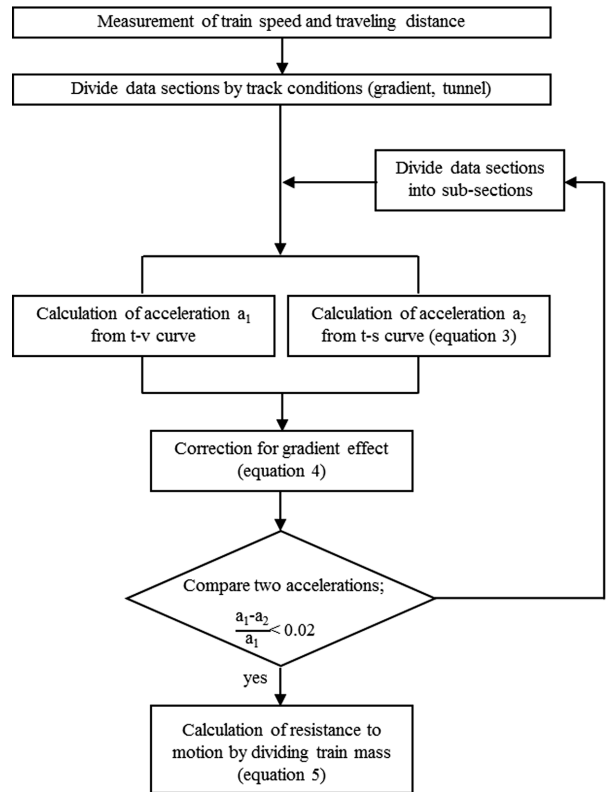 Measurement of train speed and traveling distance
Divide data sections by track conditions (gradient, tunnel)
Divide data sections
into sub-sections
Calculation of acceleration a₁
from t-v curve
Calculation of acceleration a₂
from t-s curve (equation 3)
Correction for gradient effect
(equation 4)
Compare two accelerations;
a₁-a₂
< 0.02
a₁
yes
Calculation of resistance to
motion by dividing train mass
(equation 5)